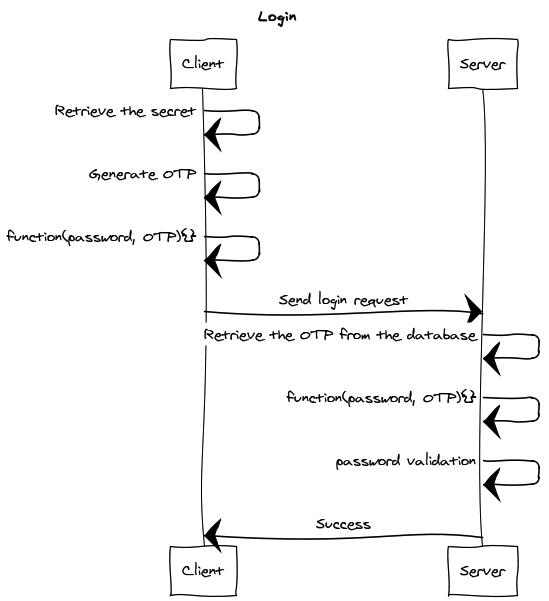 Login
Client
Server
Retrieve the secret
Generate OTP
function(password, OTP){}
Send login request
Retrieve the OTP from the database
function(password, OTP){}
password validation
Success
Client
Server